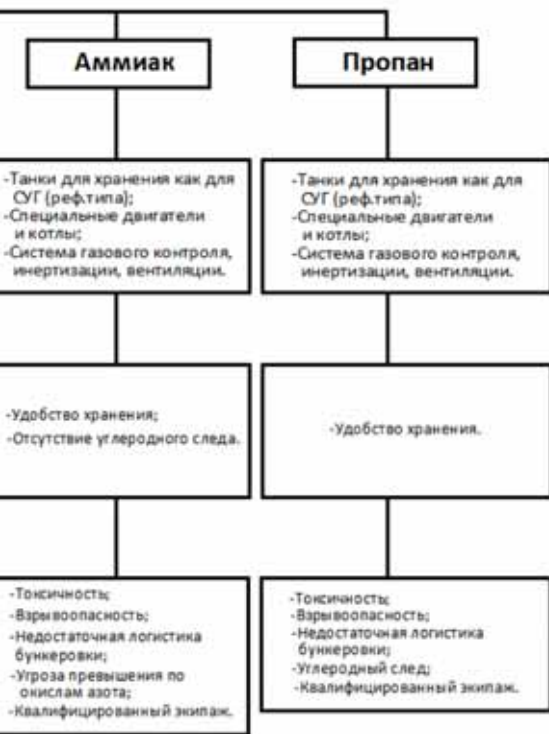 Аммиак
-Танки для хранения как для
СУГ (реф.типа);
-Специальные двигатели
и котлы;
-Система газового контроля,
инертизации, вентиляции.
-Удобство хранения;
-Отсутствие углеродного следа.
-Токсичность;
-Взрывоопасность;
-Недостаточная логистика
бункеровки;
-Угроза превышения по
окислам азота;
-Квалифицированный экипаж.
Пропан
-Танки для хранения как для
СУГ (реф.типа);
-Специальные двигатели
и котлы;
-Система газового контроля,
инертизации, вентиляции.
-Удобство хранения.
-Токсичность;
-Взрывоопасность;
-Недостаточная логистика
бункеровки;
-Углеродный след;
-Квалифицированный экипаж.